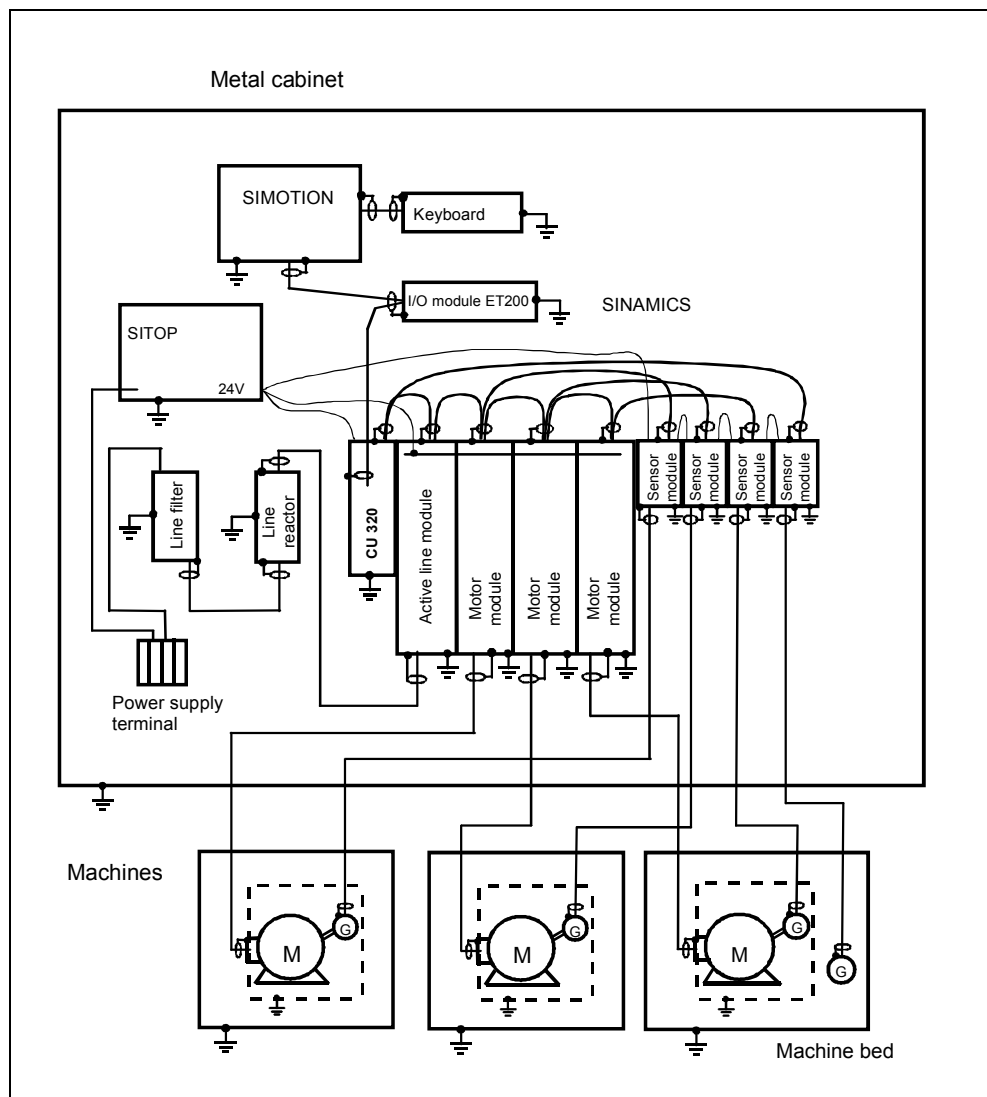 Metal cabinet
SIMOTION
Keyboard
I/O module ET200
SINAMICS
SITOP
24V
Line filter
Line
reactor
CU 320
Active line module
Motor
module
Motor
module
Motor
module
Sensor
module
Sensor
module
Sensor
module
Sensor
module
Power supply
terminal
Machines
M
G
M
G
M
G
G
Machine bed